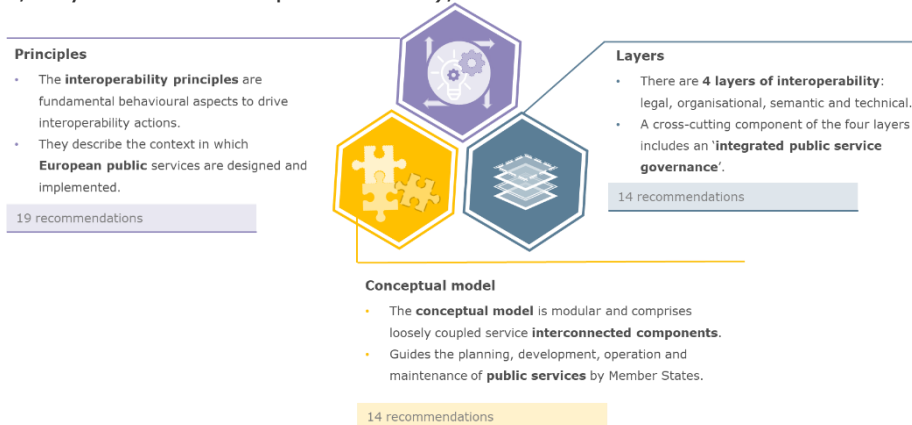 Principles
• The interoperability principles are
fundamental behavioural aspects to drive
interoperability actions.
• They describe the context in which
European public services are designed and
implemented.
19 recommendations
Layers
• There are 4 layers of interoperability:
legal, organisational, semantic and technical.
• A cross-cutting component of the four layers
includes an ‘integrated public service
governance’.
14 recommendations
Conceptual model
• The conceptual model is modular and comprises
loosely coupled service interconnected components.
• Guides the planning, development, operation and
maintenance of public services by Member States.
14 recommendations